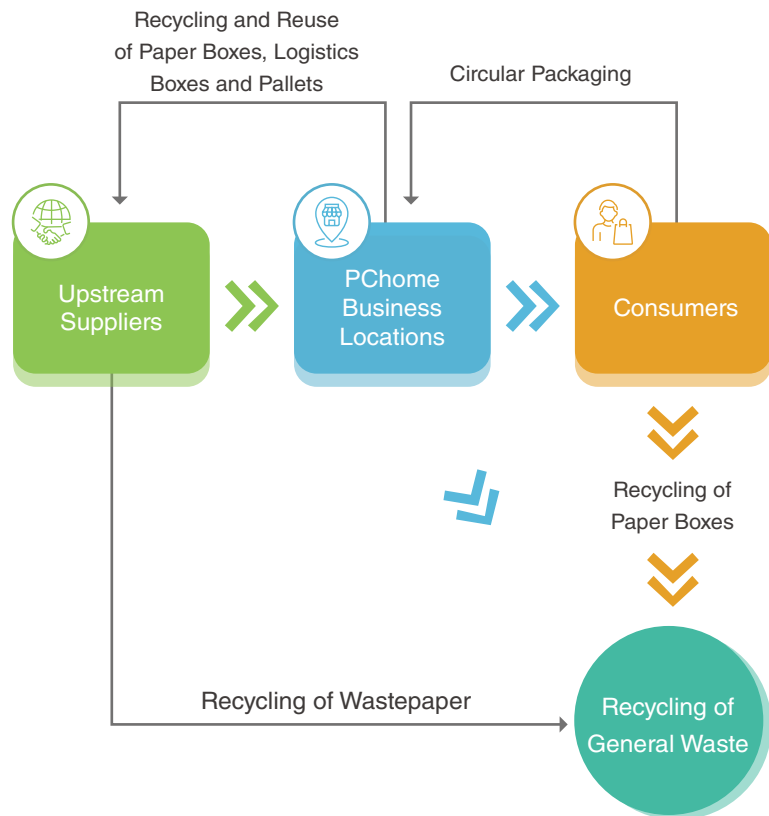 Recycling and Reuse
of Paper Boxes, Logistics
Boxes and Pallets
Circular Packaging
Upstream
Suppliers
PChome
Business
Locations
Consumers
Recycling of
Paper Boxes
Recycling of Wastepaper
Recycling of
General Waste